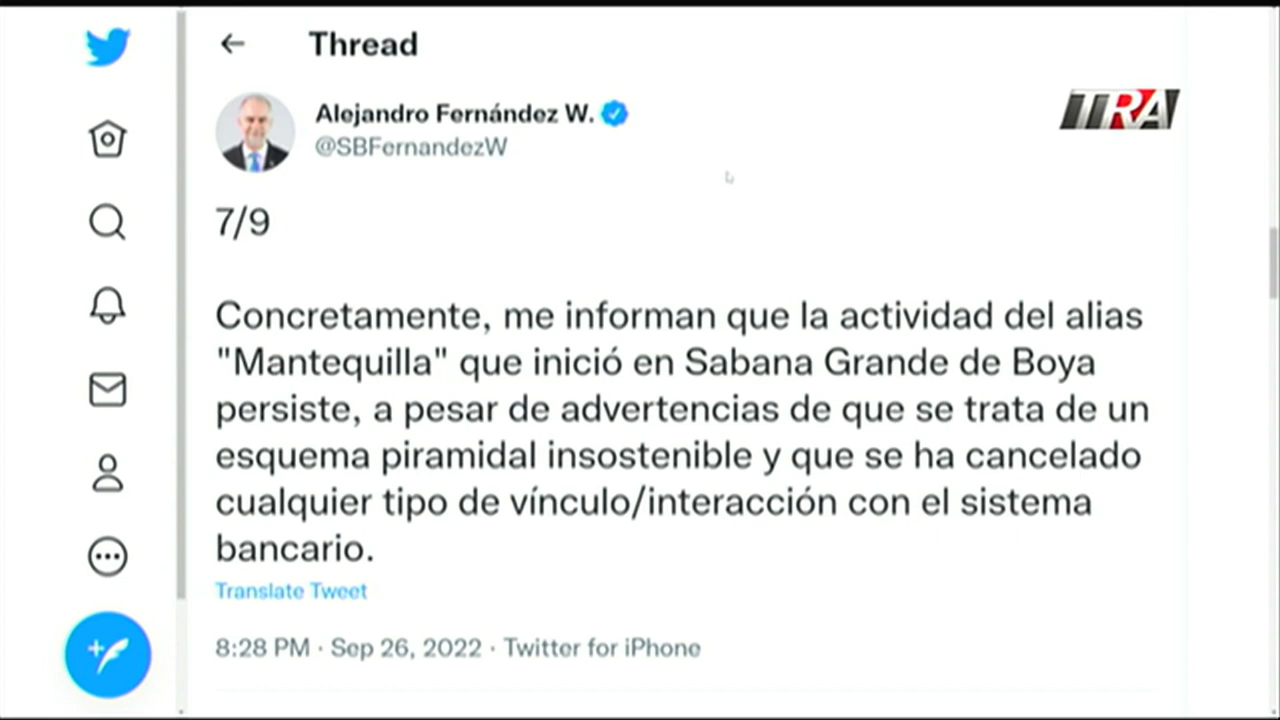 Thread
Alejandro Fernández W.
TRA
@SBFernandezW
7/9
Concretamente, me informan que la actividad del alias
"Mantequilla" que inició en Sabana Grande de Boya
persiste, a pesar de advertencias de que se trata de un
esquema piramidal insostenible y que se ha cancelado
cualquier tipo de vínculo/interacción con el sistema
bancario.
Translate Tweet
8:28 PM · Sep 26, 2022 · Twitter for iPhone